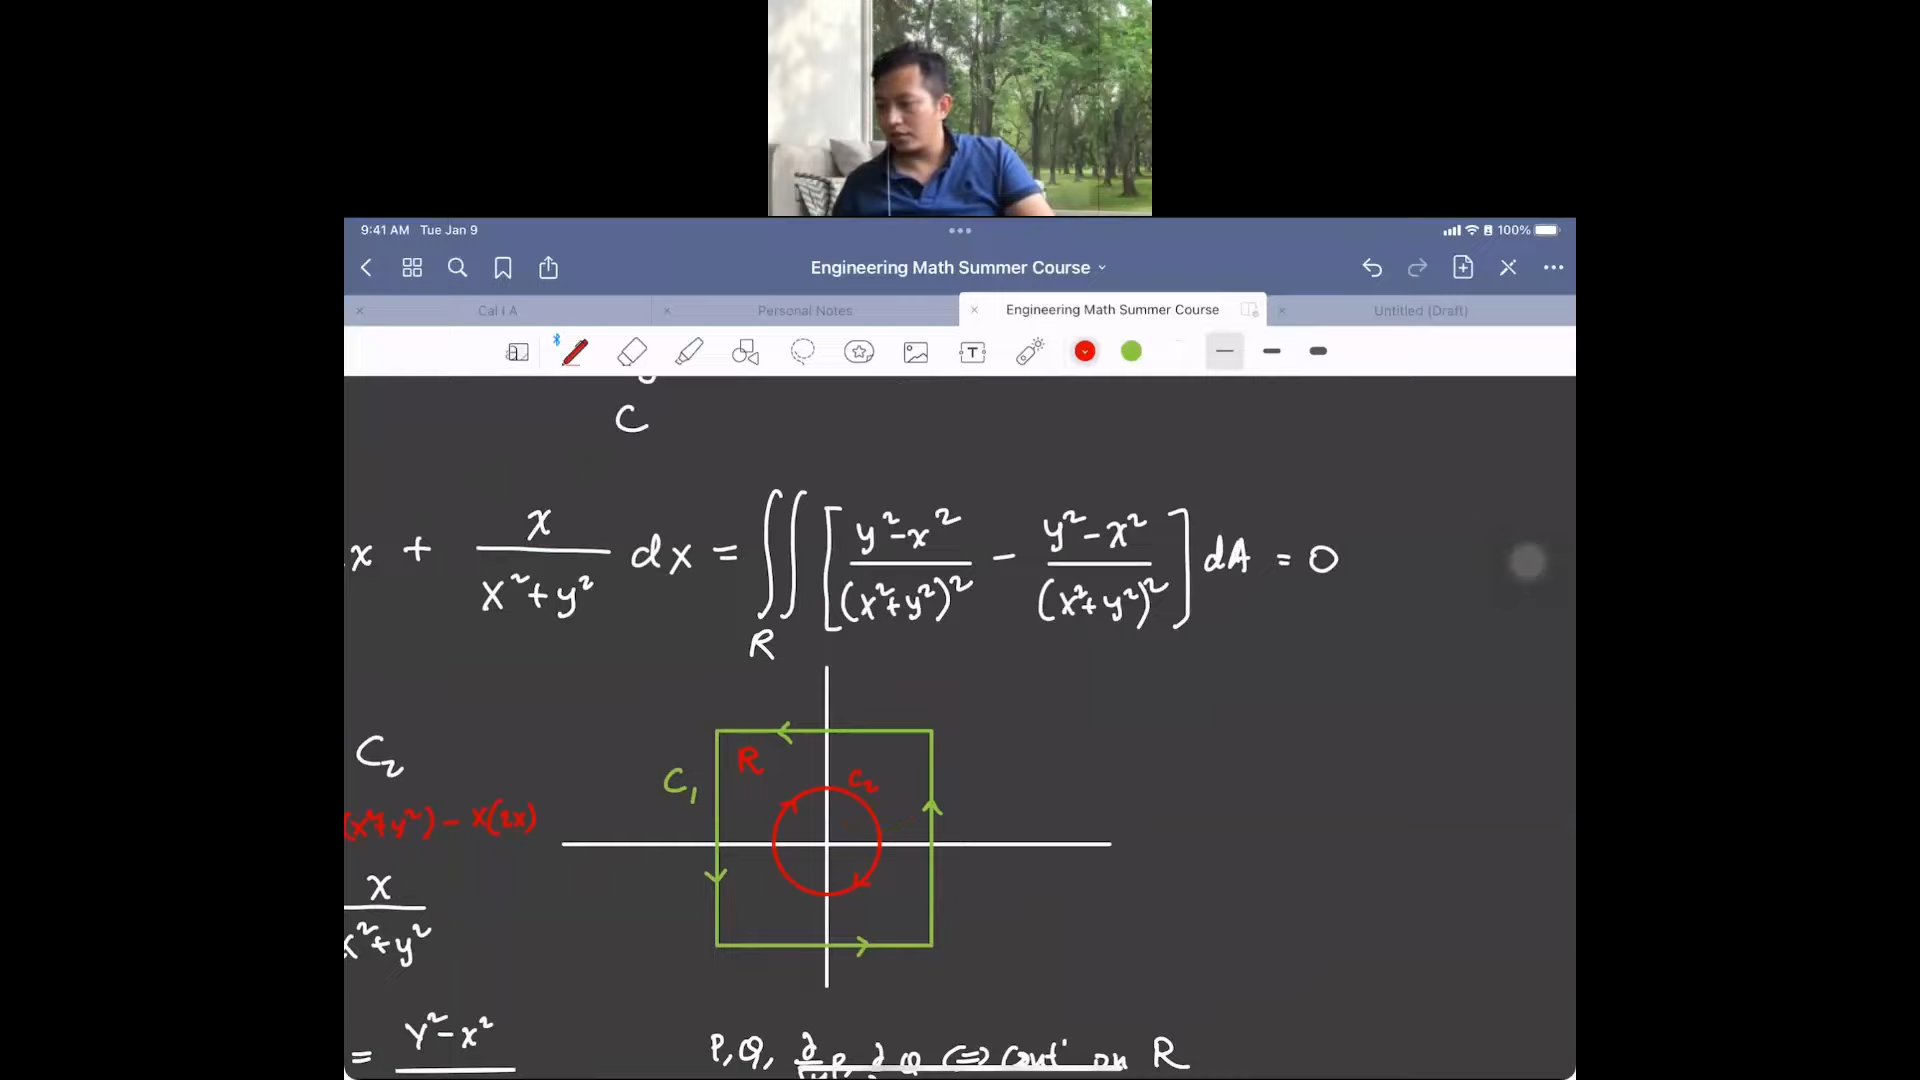 9:41 AM Tue Jan 9
100%
Engineering Math Summer Course
Cal I A
Personal Notes
Engineering Math Summer Course
Untitled (Draft)
T
C
x + x/(x²+y²) dx = ∬_R [ (y²-x²)/(x²+y²)² - (y²-x²)/(x²+y²)² ] dA = 0
C₂
C₁
R
C₂
(x²+y²) - x(2x)
x/(x²+y²)
= y²-x²
P, Q, ⇔ cont' on R